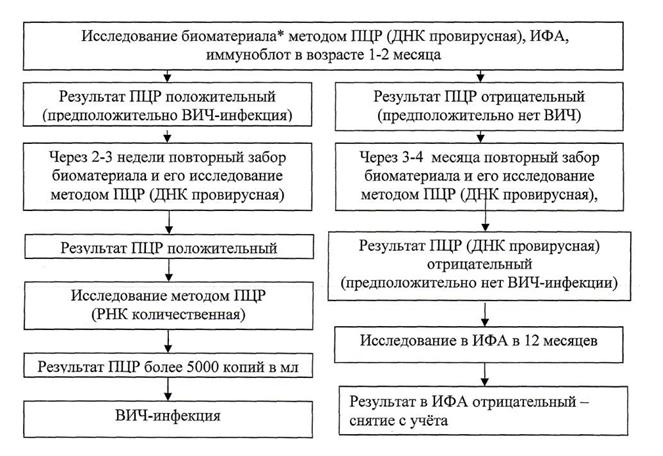 Исследование биоматериала* методом ПЦР (ДНК провирусная), ИФА,
иммуноблот в возрасте 1-2 месяца
Результат ПЦР положительный
(предположительно ВИЧ-инфекция)
Результат ПЦР отрицательный
(предположительно нет ВИЧ)
Через 2-3 недели повторный забор
биоматериала и его исследование
методом ПЦР (ДНК провирусная)
Через 3-4 месяца повторный забор
биоматериала и его исследование
методом ПЦР (ДНК провирусная),
Результат ПЦР положительный
Результат ПЦР (ДНК провирусная)
отрицательный
(предположительно нет ВИЧ-инфекции)
Исследование методом ПЦР
(РНК количественная)
Исследование в ИФА в 12 месяцев
Результат ПЦР более 5000 копий в мл
Результат в ИФА отрицательный –
снятие с учёта
ВИЧ-инфекция